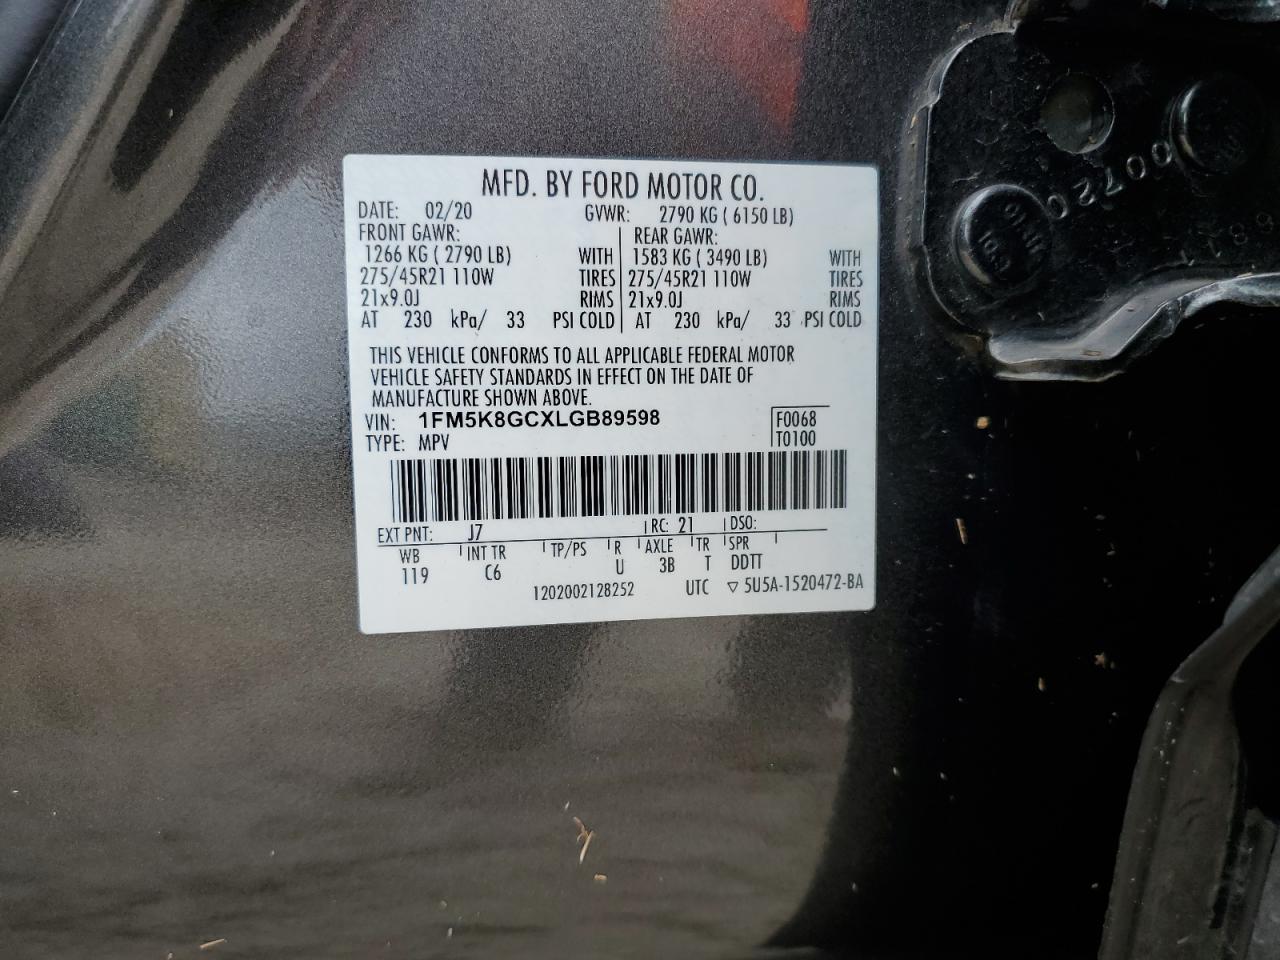 MFD. BY FORD MOTOR CO.
DATE: 02/20 GVWR: 2790 KG ( 6150 LB)
FRONT GAWR: REAR GAWR:
1266 KG ( 2790 LB) WITH 1583 KG ( 3490 LB) WITH
275/45R21 110W TIRES 275/45R21 110W TIRES
21x9.0J RIMS 21x9.0J RIMS
AT 230 kPa/ 33 PSI COLD AT 230 kPa/ 33 PSI COLD
THIS VEHICLE CONFORMS TO ALL APPLICABLE FEDERAL MOTOR
VEHICLE SAFETY STANDARDS IN EFFECT ON THE DATE OF
MANUFACTURE SHOWN ABOVE.
VIN: 1FM5K8GCXLGB89598 F0068
TYPE: MPV T0100
EXT PNT: J7 RC: 21 DSO:
WB INT TR TP/PS R AXLE TR SPR
119 C6 U 3B T DDTT
1202002128252 UTC ▽ 5U5A-1520472-BA
00720